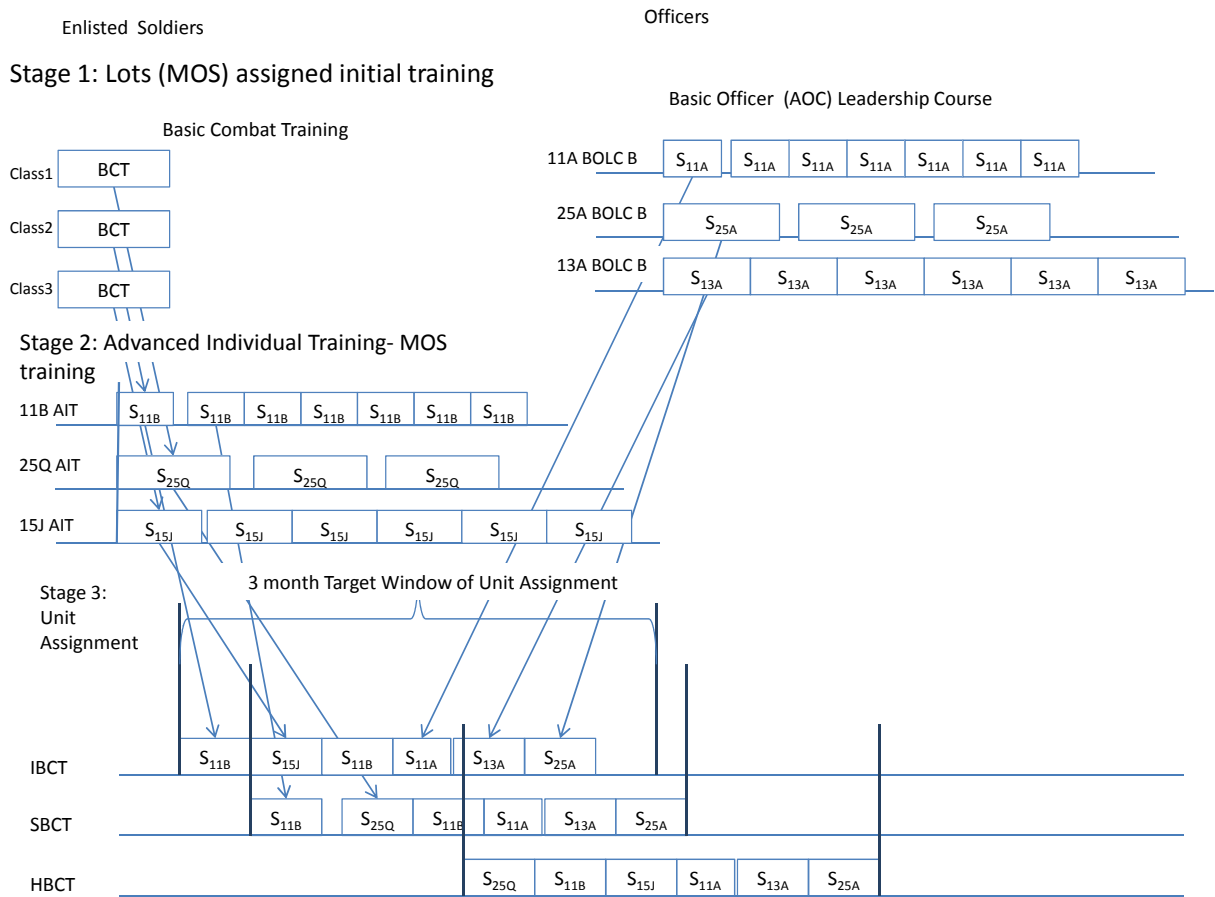 Enlisted Soldiers
Officers
Stage 1: Lots (MOS) assigned initial training
Basic Officer (AOC) Leadership Course
Basic Combat Training
Class1 BCT
Class2 BCT
Class3 BCT
11A BOLC B S11A S11A S11A S11A S11A S11A S11A
25A BOLC B S25A S25A S25A
13A BOLC B S13A S13A S13A S13A S13A S13A
Stage 2: Advanced Individual Training- MOS
training
11B AIT S11B S11B S11B S11B S11B S11B S11B
25Q AIT S25Q S25Q S25Q
15J AIT S15J S15J S15J S15J S15J S15J
3 month Target Window of Unit Assignment
Stage 3:
Unit
Assignment
IBCT S11B S15J S11B S11A S13A S25A
SBCT S11B S25Q S11B S11A S13A S25A
HBCT S25Q S11B S15J S11A S13A S25A